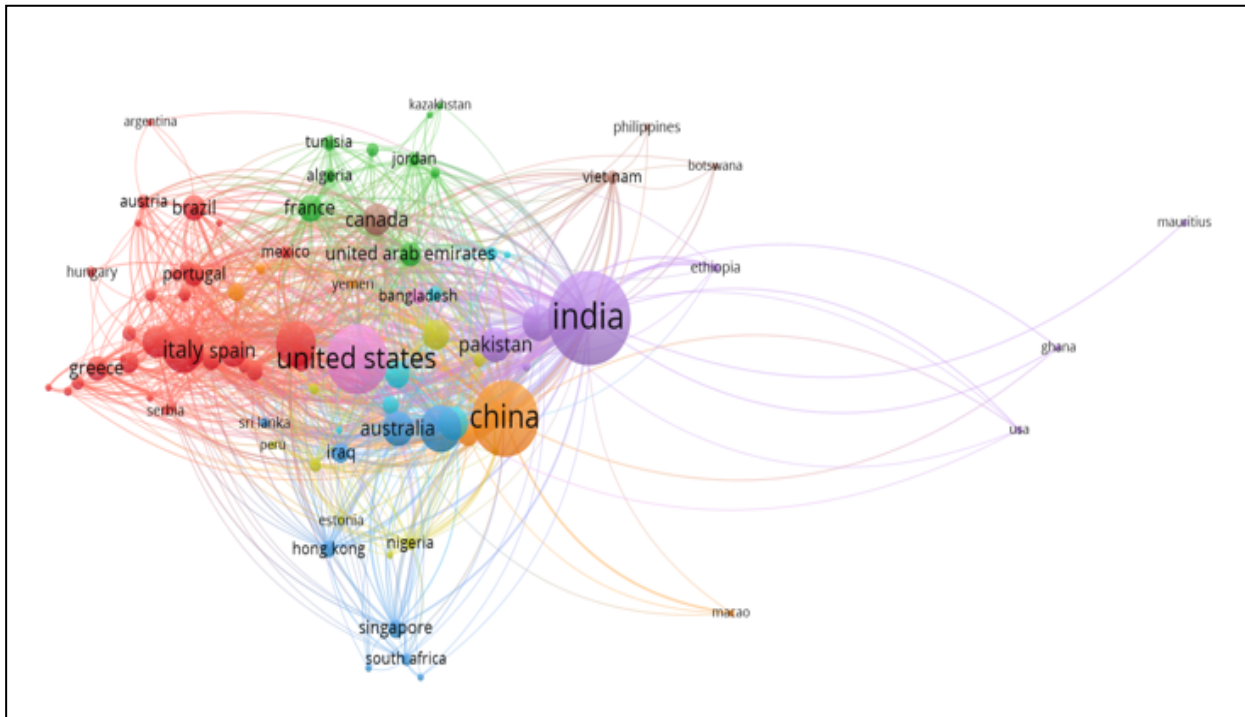 kazakhstan
argentina
philippines
tunisia
jordan
botswana
algeria
viet nam
austria
brazil
france
canada
mauritius
mexico
united arab emirates
hungary
portugal
ethiopia
yemen
bangladesh
india
italy
spain
united states
pakistan
ghana
greece
serbia
china
sri lanka
australia
usa
peru
iraq
estonia
hong kong
nigeria
macao
singapore
south africa